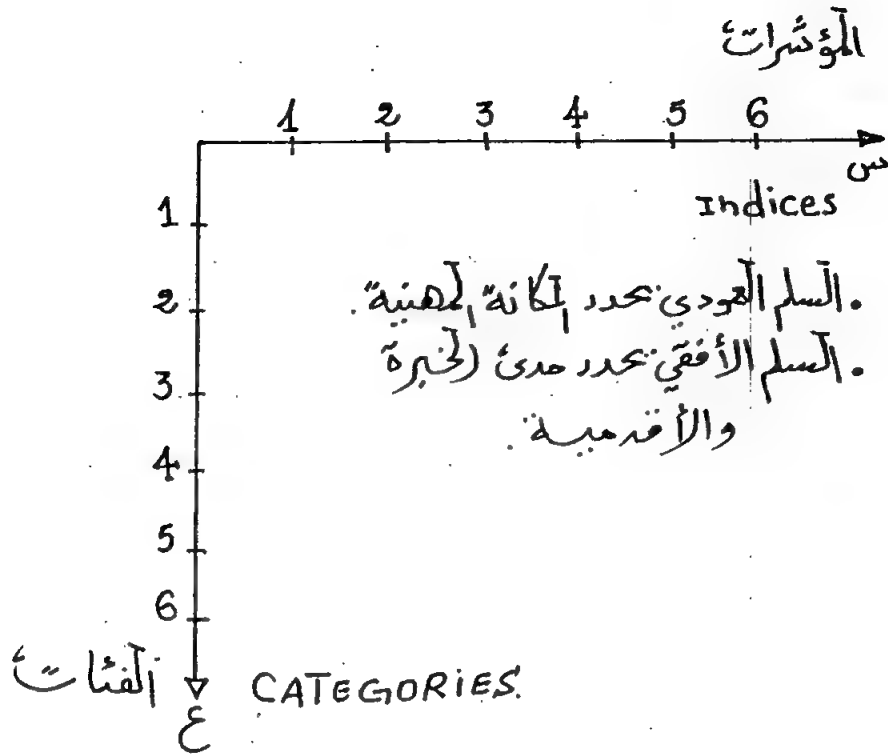 المؤشرات
1 2 3 4 5 6
س
Indices
1
2
3
4
5
6
. السلم العمودي يحدد المكانة المهنية.
. السلم الأفقي يحدد مدى الخبرة
والأقدمية.
الفئات
CATEGORIES.
ع